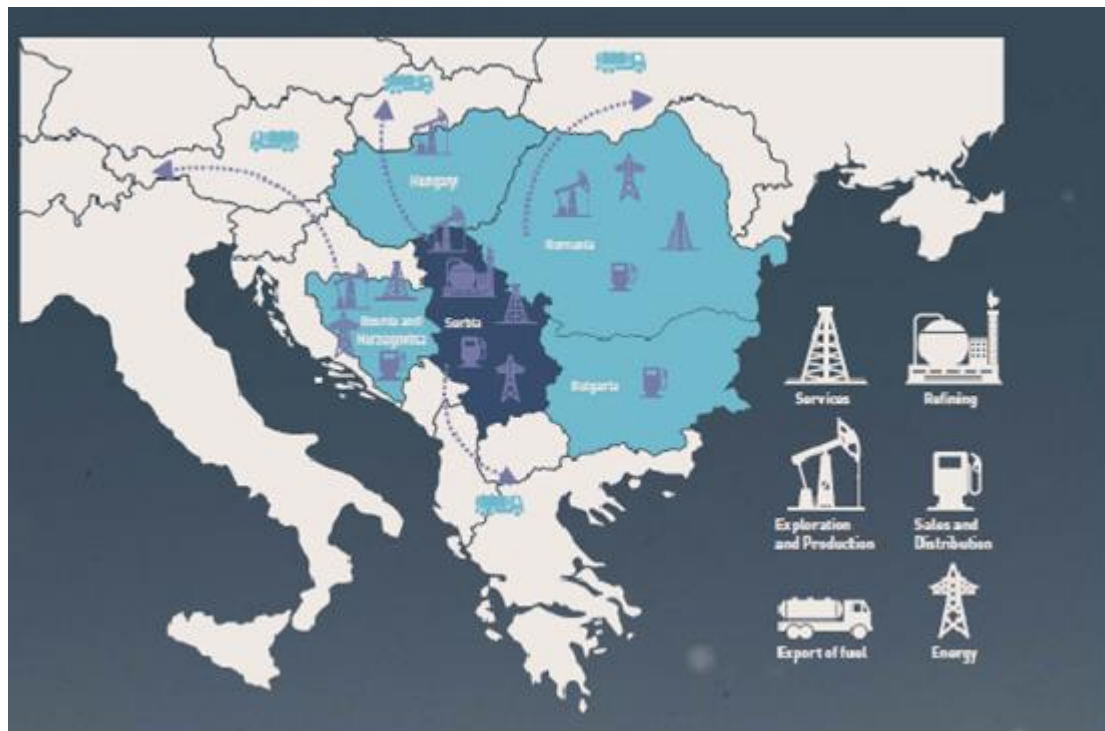 Hungary
Romania
Bosnia and
Herzegovina
Serbia
Bulgaria
Services
Refining
Exploration
and Production
Sales and
Distribution
Export of fuel
Energy